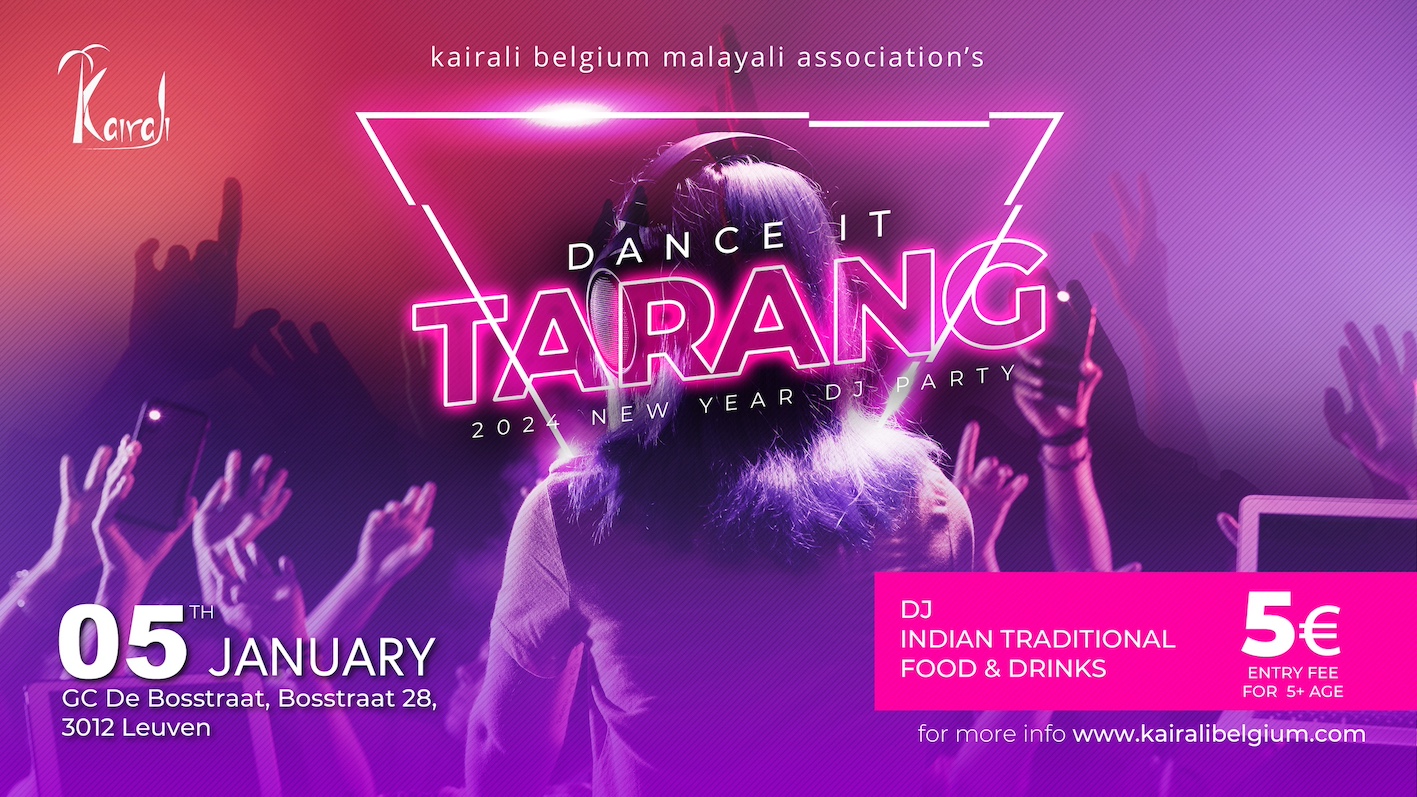 Kairali
kairali belgium malayali association's
DANCE IT
TARANG
2024 NEW YEAR DJ PARTY
05TH JANUARY
GC De Bosstraat, Bosstraat 28,
3012 Leuven
DJ
INDIAN TRADITIONAL
FOOD & DRINKS
5€
ENTRY FEE
FOR 5+ AGE
for more info www.kairalibelgium.com